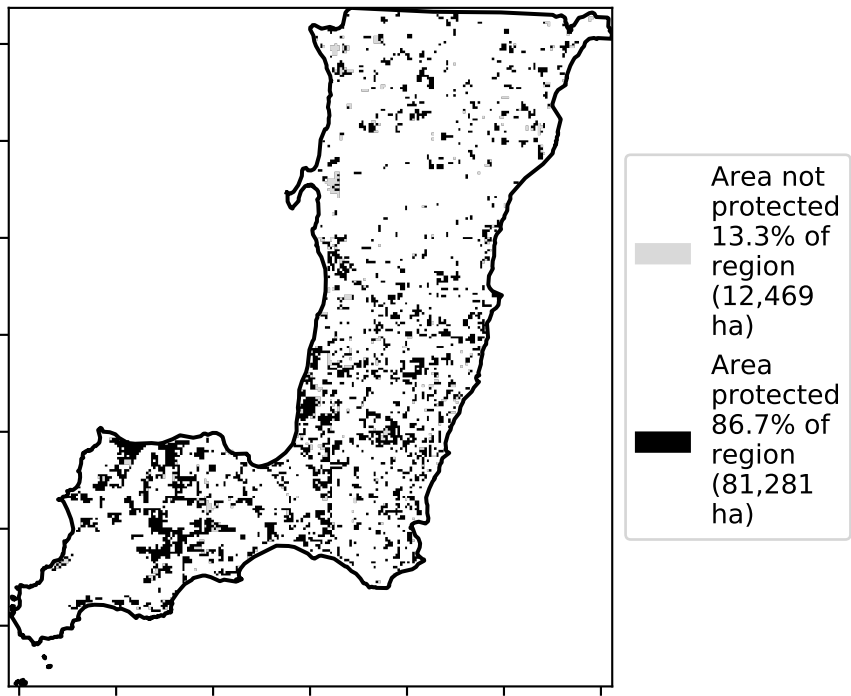 Area not
protected
13.3% of
region
(12,469
ha)
Area
protected
86.7% of
region
(81,281
ha)